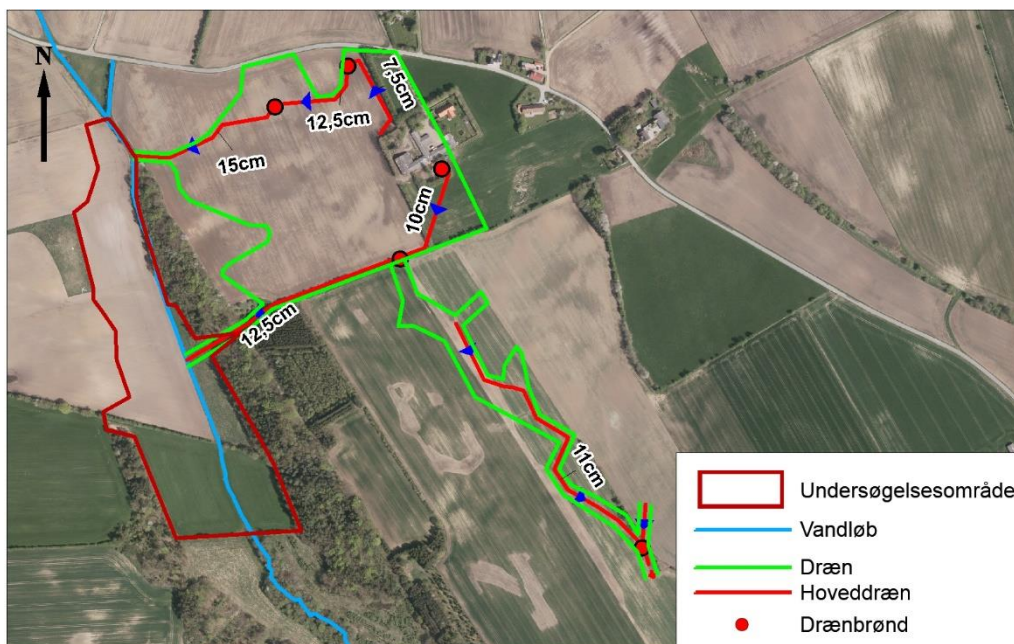 N
7,5cm
12,5cm
15cm
10cm
12,5cm
11cm
Undersøgelsesområde
Vandløb
Dræn
Hoveddræn
Drænbrønd